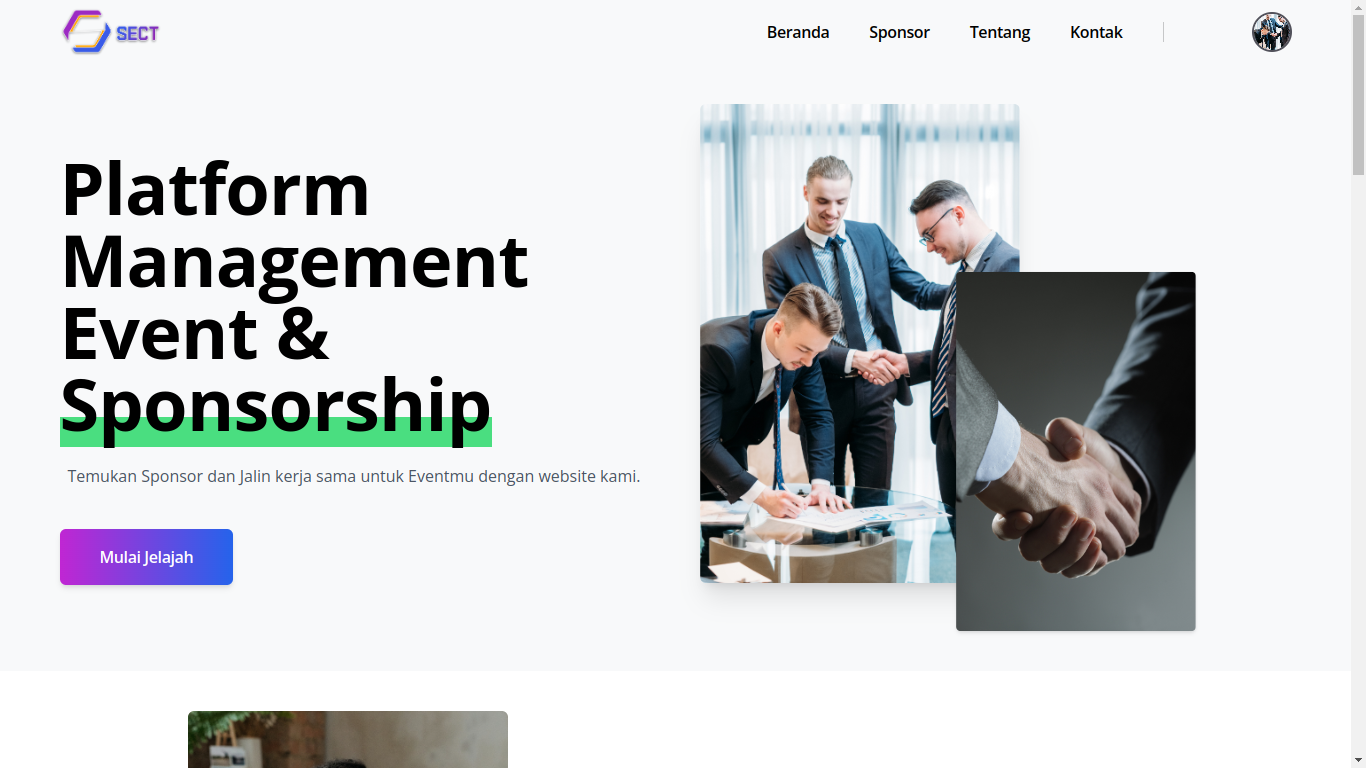 SECT
Beranda Sponsor Tentang Kontak
Platform
Management
Event &
Sponsorship
Temukan Sponsor dan Jalin kerja sama untuk Eventmu dengan website kami.
Mulai Jelajah